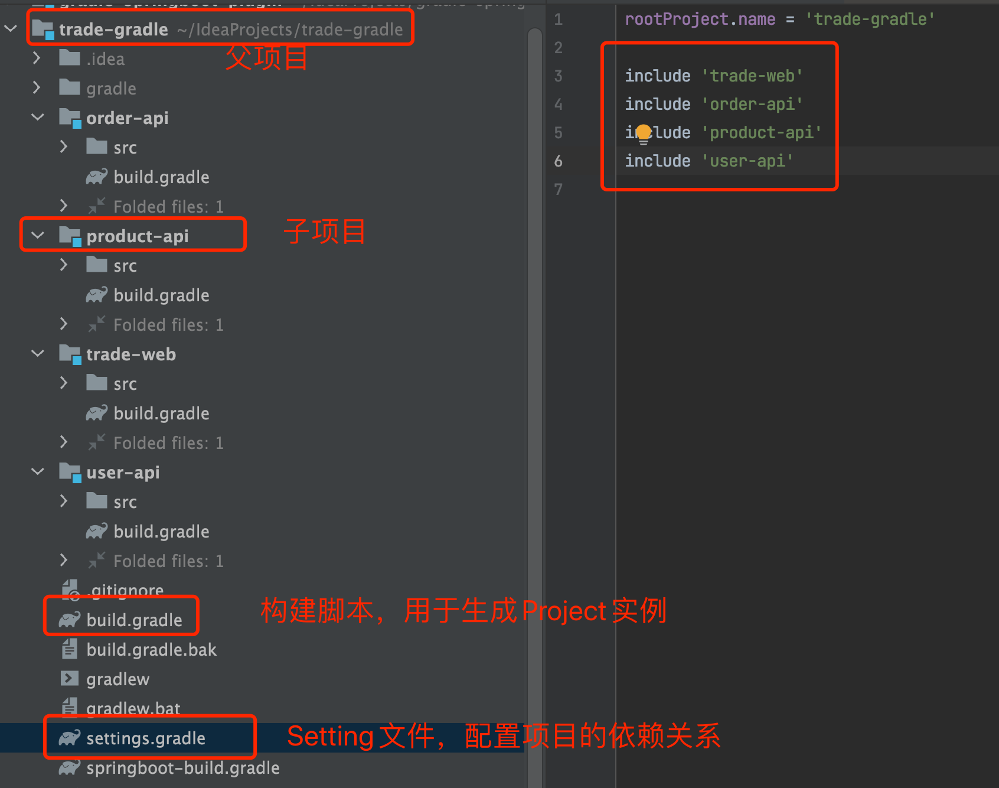 trade-gradle ~/IdeaProjects/trade-gradle
父项目
.idea
gradle
order-api
src
build.gradle
Folded files: 1
product-api
子项目
src
build.gradle
Folded files: 1
trade-web
src
build.gradle
Folded files: 1
user-api
src
build.gradle
Folded files: 1
.gitignore
build.gradle
构建脚本，用于生成Project实例
build.gradle.bak
gradlew
gradlew.bat
settings.gradle
Setting文件，配置项目的依赖关系
springboot-build.gradle
1 rootProject.name = 'trade-gradle'
2
3 include 'trade-web'
4 include 'order-api'
5 include 'product-api'
6 include 'user-api'
7